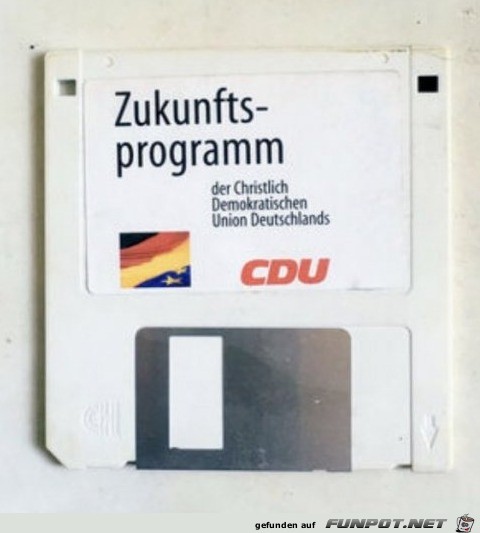 Zukunfts-
programm
der Christlich
Demokratischen
Union Deutschlands
CDU
gefunden auf FUNPOT.NET